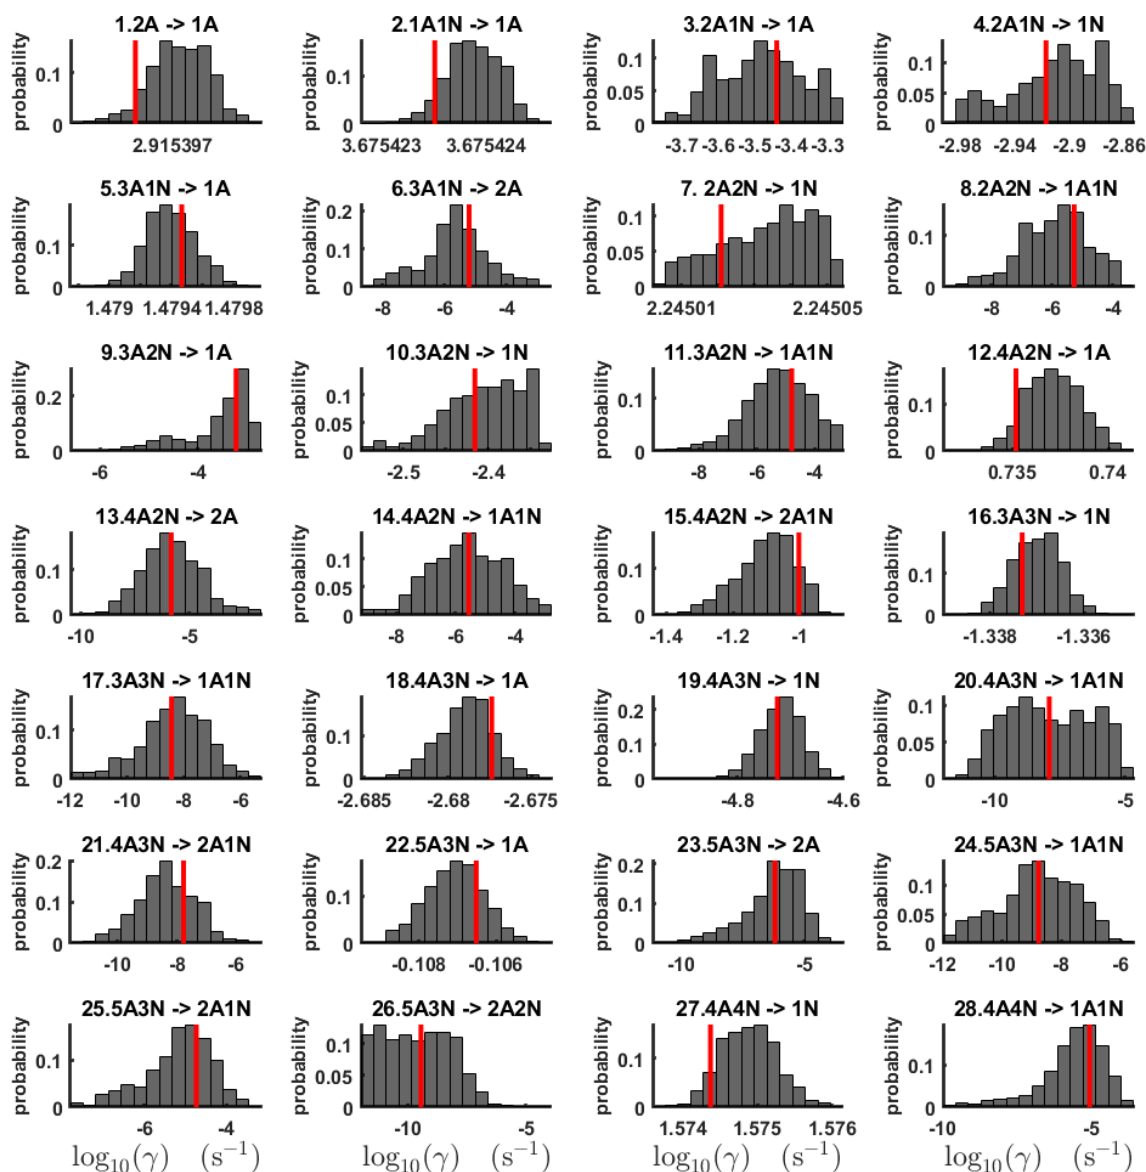 1.2A -> 1A
probability
0.1
0
2.915397
2.1A1N -> 1A
probability
0.1
0
3.675423 3.675424
3.2A1N -> 1A
probability
0.1
0.05
0
-3.7 -3.6 -3.5 -3.4 -3.3
4.2A1N -> 1N
probability
0.1
0.05
0
-2.98 -2.94 -2.9 -2.86
5.3A1N -> 1A
probability
0.1
0
1.479 1.4794 1.4798
6.3A1N -> 2A
probability
0.2
0.1
0
-8 -6 -4
7. 2A2N -> 1N
probability
0.1
0.05
0
2.24501 2.24505
8.2A2N -> 1A1N
probability
0.1
0
-8 -6 -4
9.3A2N -> 1A
probability
0.2
0
-6 -4
10.3A2N -> 1N
probability
0.1
0.05
0
-2.5 -2.4
11.3A2N -> 1A1N
probability
0.1
0
-8 -6 -4
12.4A2N -> 1A
probability
0.1
0
0.735 0.74
13.4A2N -> 2A
probability
0.1
0
-10 -5
14.4A2N -> 1A1N
probability
0.1
0.05
0
-8 -6 -4
15.4A2N -> 2A1N
probability
0.1
0
-1.4 -1.2 -1
16.3A3N -> 1N
probability
0.1
0
-1.338 -1.336
17.3A3N -> 1A1N
probability
0.1
0
-12 -10 -8 -6
18.4A3N -> 1A
probability
0.1
0
-2.685 -2.68 -2.675
19.4A3N -> 1N
probability
0.2
0.1
0
-4.8 -4.6
20.4A3N -> 1A1N
probability
0.1
0.05
0
-10 -5
21.4A3N -> 2A1N
probability
0.2
0.1
0
-10 -8 -6
22.5A3N -> 1A
probability
0.1
0
-0.108 -0.106
23.5A3N -> 2A
probability
0.2
0.1
0
-10 -5
24.5A3N -> 1A1N
probability
0.1
0.05
0
-12 -10 -8 -6
25.5A3N -> 2A1N
probability
0.1
0
-6 -4
log₁₀(γ) (s⁻¹)
26.5A3N -> 2A2N
probability
0.1
0.05
0
-10 -5
log₁₀(γ) (s⁻¹)
27.4A4N -> 1N
probability
0.1
0
1.574 1.575 1.576
log₁₀(γ) (s⁻¹)
28.4A4N -> 1A1N
probability
0.1
0
-10 -5
log₁₀(γ) (s⁻¹)